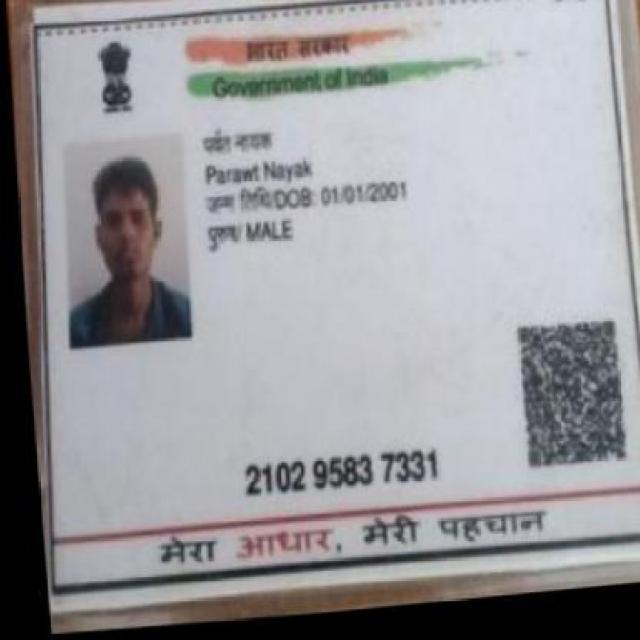 भारत सरकार
Government of India
पर्वत नायक
Parawt Nayak
जन्म तिथि/DOB: 01/01/2001
पुरुष/ MALE
2102 9583 7331
मेरा आधार, मेरी पहचान